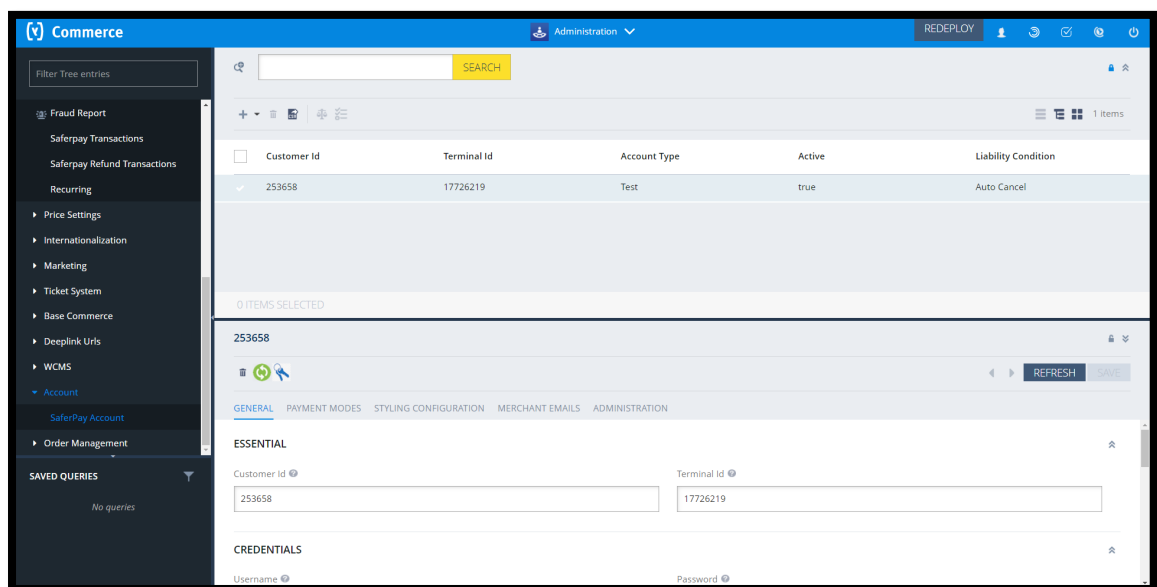 (y) Commerce
Administration
REDEPLOY
Filter Tree entries
SEARCH
Fraud Report
Saferpay Transactions
Saferpay Refund Transactions
Recurring
Price Settings
Internationalization
Marketing
Ticket System
Base Commerce
Deeplink Urls
WCMS
Account
SaferPay Account
Order Management
SAVED QUERIES
No queries
1 items
Customer Id Terminal Id Account Type Active Liability Condition
253658 17726219 Test true Auto Cancel
0 ITEMS SELECTED
253658
REFRESH SAVE
GENERAL PAYMENT MODES STYLING CONFIGURATION MERCHANT EMAILS ADMINISTRATION
ESSENTIAL
Customer Id Terminal Id
253658 17726219
CREDENTIALS
Username Password